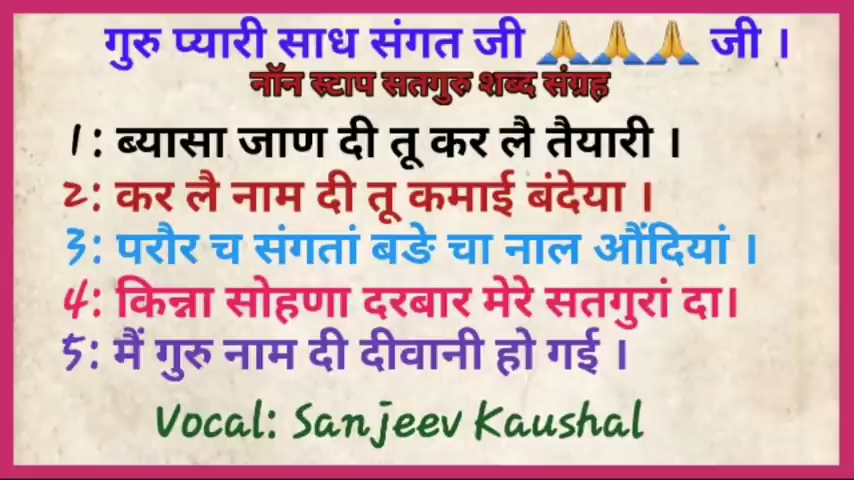 गुरु प्यारी साध संगत जी 🙏🙏🙏 जी ।
नॉन स्टाप सतगुरु शब्द संग्रह
1: ब्यासा जाण दी तू कर लै तैयारी ।
2: कर लै नाम दी तू कमाई बंदेया ।
3: परौर च संगतां बङे चा नाल औंदियां ।
4: किन्ना सोहणा दरबार मेरे सतगुरां दा।
5: मैं गुरु नाम दी दीवानी हो गई ।
Vocal: Sanjeev Kaushal